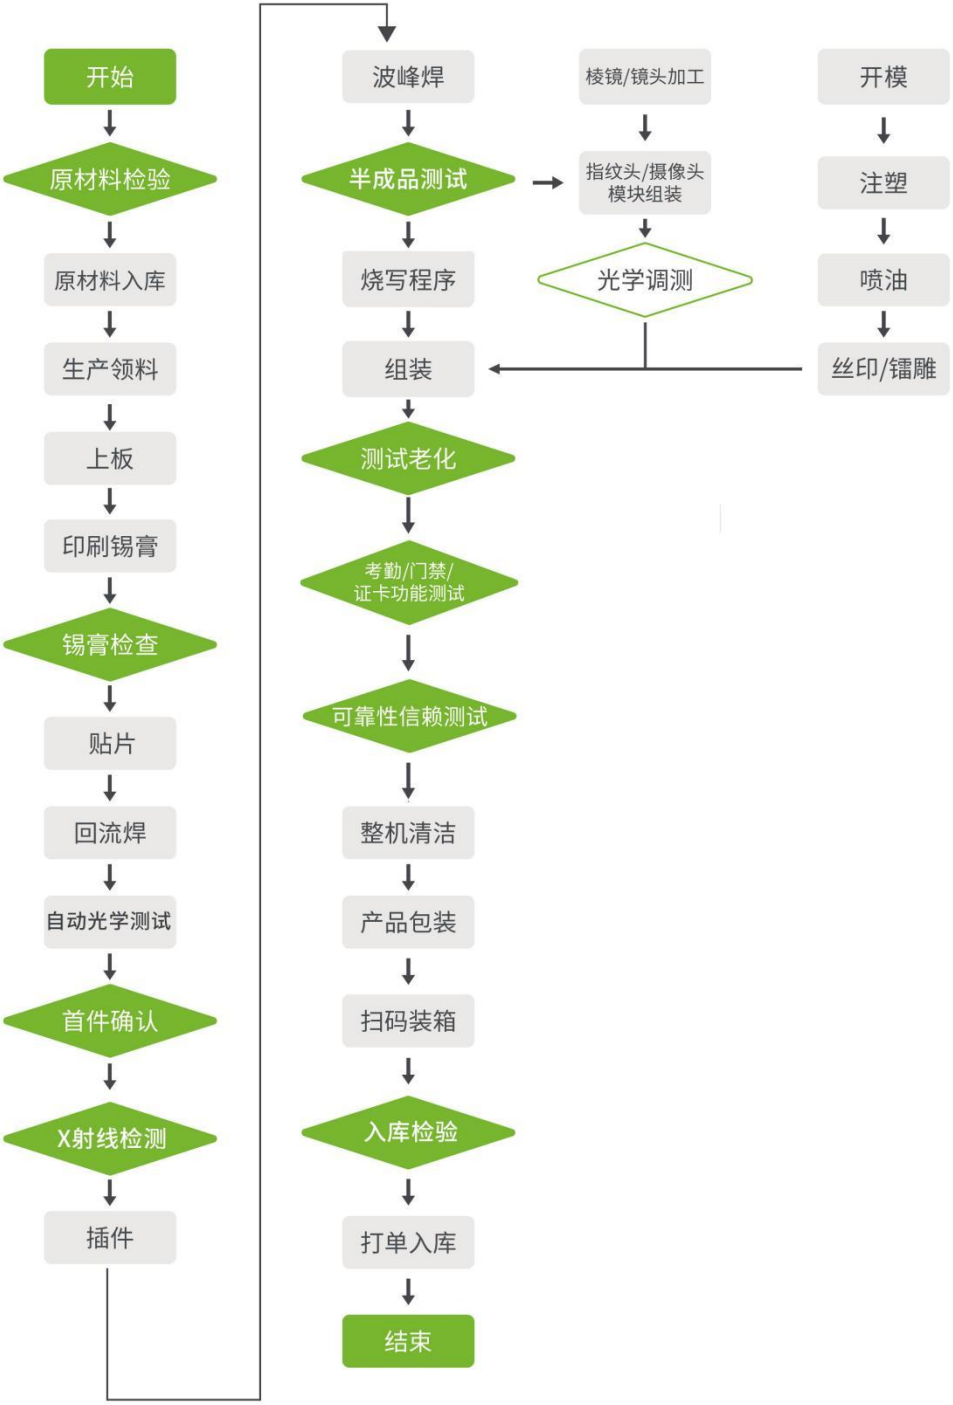 开始
原材料检验
原材料入库
生产领料
上板
印刷锡膏
锡膏检查
贴片
回流焊
自动光学测试
首件确认
X射线检测
插件
波峰焊
半成品测试
烧写程序
组装
测试老化
考勤/门禁/
证卡功能测试
可靠性信赖测试
整机清洁
产品包装
扫码装箱
入库检验
打单入库
结束
棱镜/镜头加工
指纹头/摄像头
模块组装
光学调测
开模
注塑
喷油
丝印/镭雕